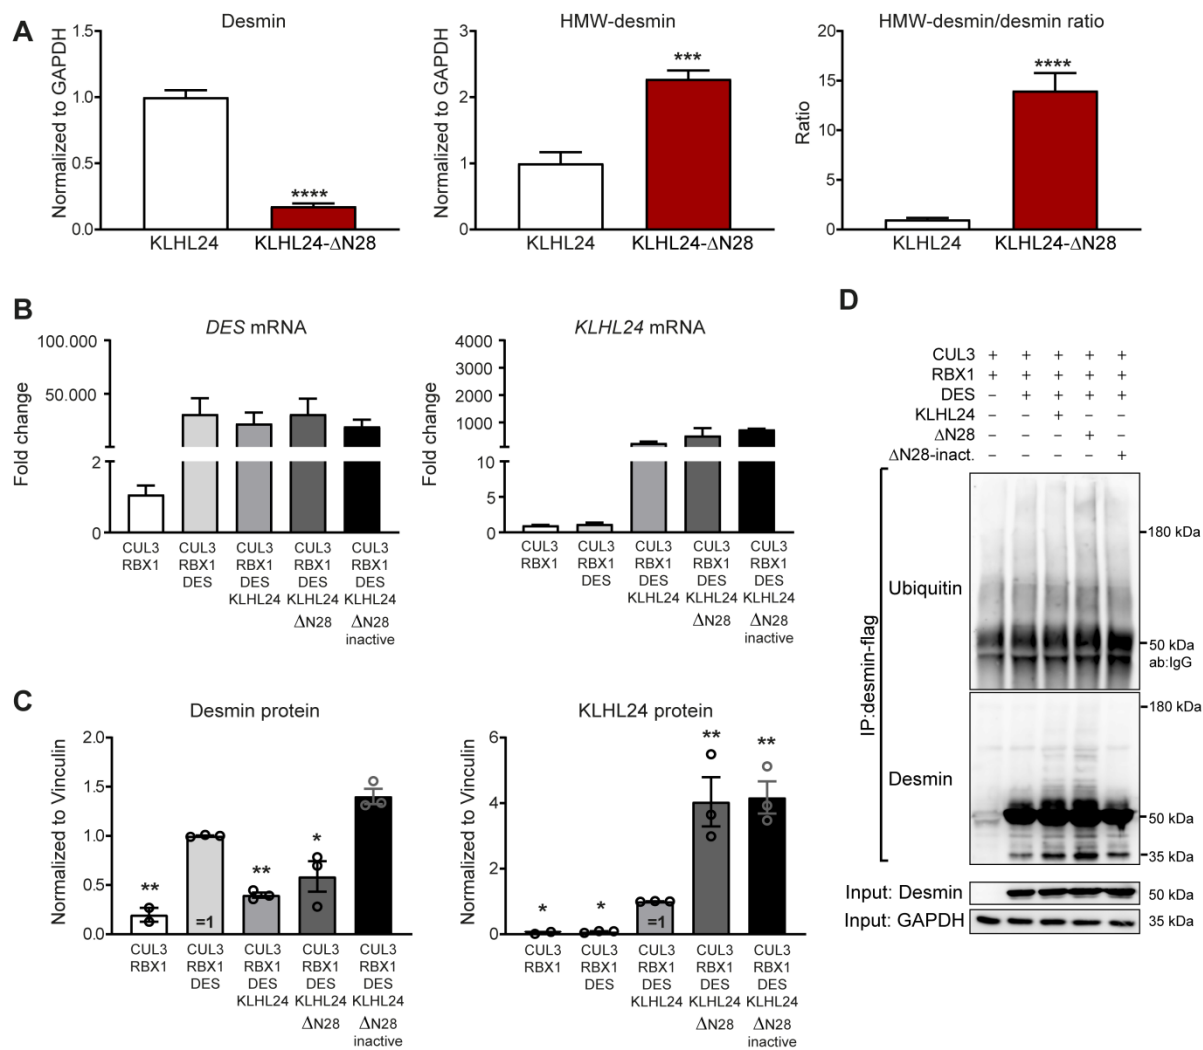 A
Desmin
Normalized to GAPDH
1.5
1.0
0.5
0.0
****
KLHL24
KLHL24-ΔN28
HMW-desmin
Normalized to GAPDH
3
2
1
0
***
KLHL24
KLHL24-ΔN28
HMW-desmin/desmin ratio
Ratio
20
15
10
5
0
****
KLHL24
KLHL24-ΔN28
B
DES mRNA
Fold change
100.000
50.000
2
0
CUL3
RBX1
CUL3
RBX1
DES
CUL3
RBX1
DES
KLHL24
CUL3
RBX1
DES
KLHL24
ΔN28
CUL3
RBX1
DES
KLHL24
ΔN28
inactive
KLHL24 mRNA
Fold change
4000
3000
2000
1000
10
5
0
CUL3
RBX1
CUL3
RBX1
DES
CUL3
RBX1
DES
KLHL24
CUL3
RBX1
DES
KLHL24
ΔN28
CUL3
RBX1
DES
KLHL24
ΔN28
inactive
C
Desmin protein
Normalized to Vinculin
2.0
1.5
1.0
0.5
0.0
**
=1
**
*
CUL3
RBX1
CUL3
RBX1
DES
CUL3
RBX1
DES
KLHL24
CUL3
RBX1
DES
KLHL24
ΔN28
CUL3
RBX1
DES
KLHL24
ΔN28
inactive
KLHL24 protein
Normalized to Vinculin
6
4
2
0
*
*
=1
**
**
CUL3
RBX1
CUL3
RBX1
DES
CUL3
RBX1
DES
KLHL24
CUL3
RBX1
DES
KLHL24
ΔN28
CUL3
RBX1
DES
KLHL24
ΔN28
inactive
D
CUL3 + + + + +
RBX1 + + + + +
DES – + + + +
KLHL24 – – + – –
ΔN28 – – – + –
ΔN28-inact. – – – – +
IP:desmin-flag
Ubiquitin
180 kDa
50 kDa
ab:IgG
Desmin
180 kDa
50 kDa
35 kDa
Input: Desmin
50 kDa
Input: GAPDH
35 kDa